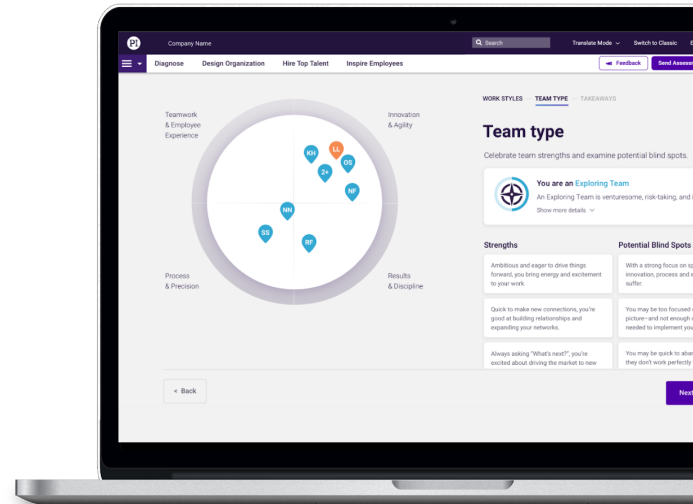 PI
Company Name
Search
Translate Mode
Switch to Classic
Diagnose
Design Organization
Hire Top Talent
Inspire Employees
Feedback
Send Assess
WORK STYLES
TEAM TYPE
TAKEAWAYS
Teamwork
& Employee
Experience
Innovation
& Agility
KH
LL
OS
2+
NF
NN
SS
RF
Process
& Precision
Results
& Discipline
Team type
Celebrate team strengths and examine potential blind spots.
You are an Exploring Team
An Exploring Team is venturesome, risk-taking, and
Show more details
Strengths
Ambitious and eager to drive things
forward, you bring energy and excitement
to your work.
Quick to make new connections, you're
good at building relationships and
expanding your networks.
Always asking "What's next?", you're
excited about driving the market to new
Potential Blind Spots
With a strong focus on
innovation, process and
suffer.
You may be too focused
picture—and not enough
needed to implement
You may be quick to
they don't work perfectly
< Back
Next